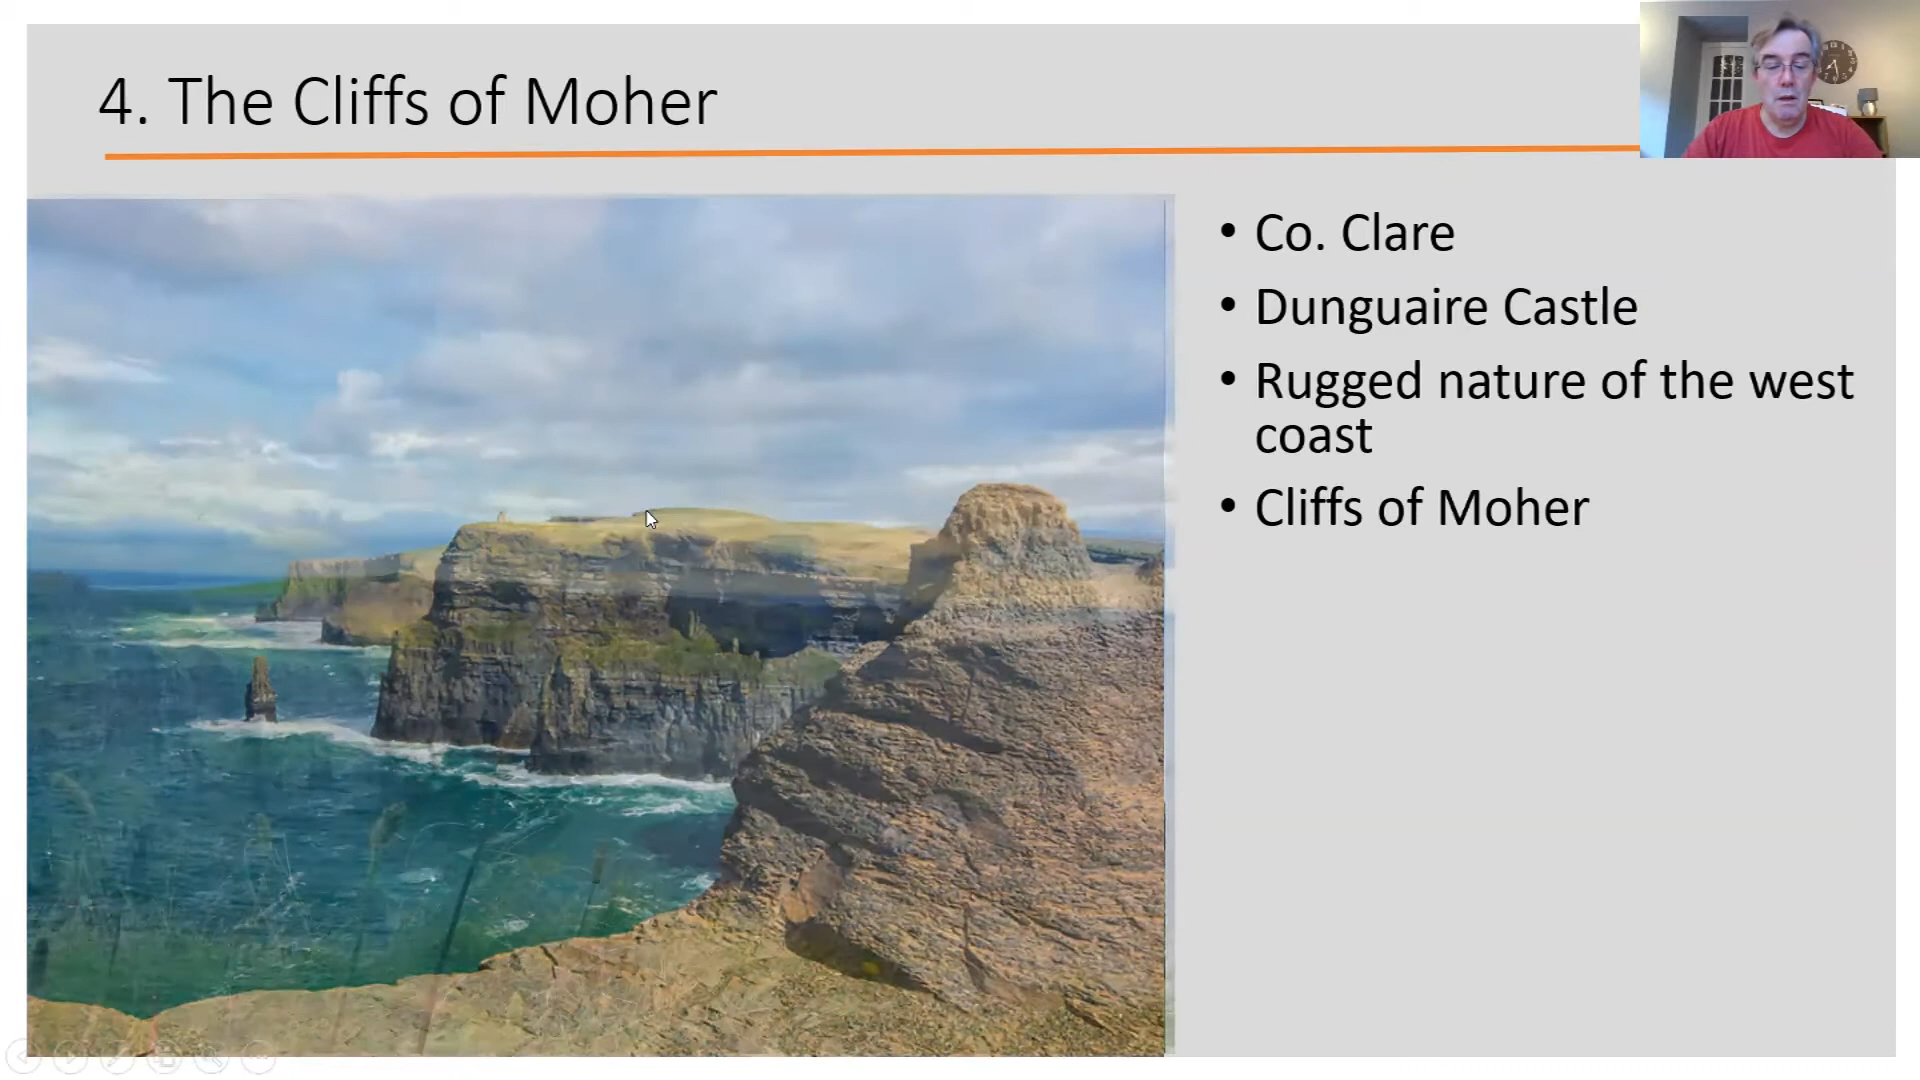 4. The Cliffs of Moher
• Co. Clare
• Dunguaire Castle
• Rugged nature of the west
coast
• Cliffs of Moher